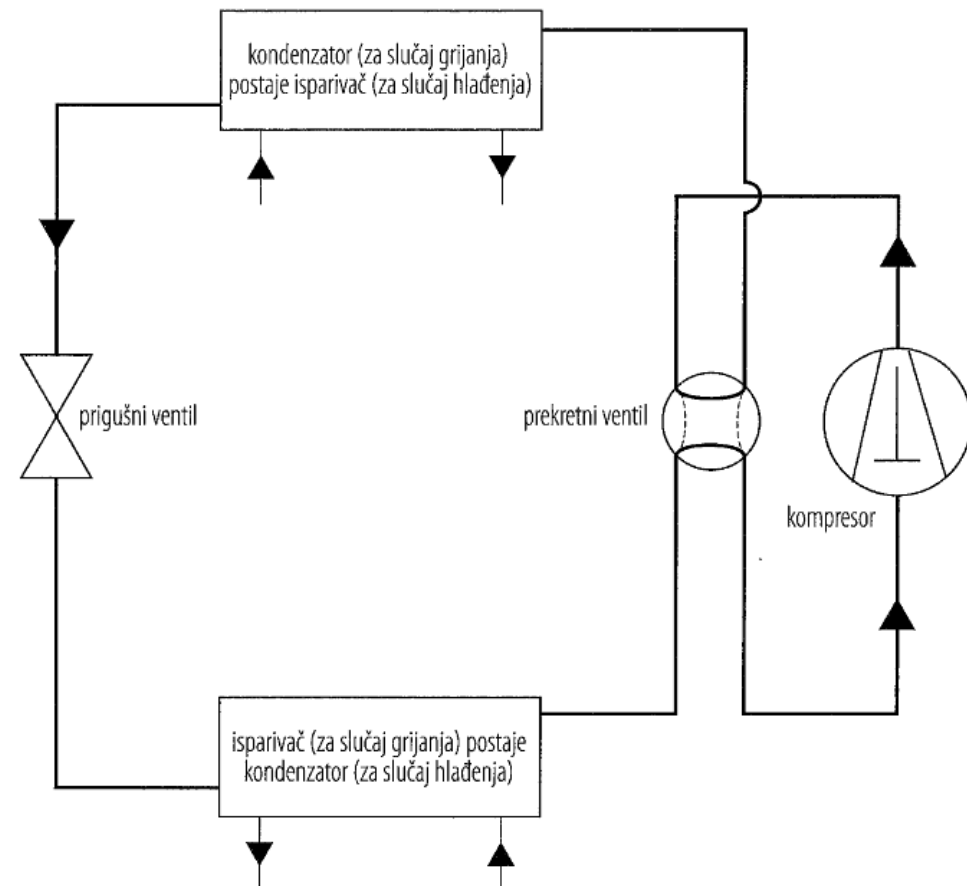 kondenzator (za slučaj grijanja)
postaje isparivač (za slučaj hlađenja)
prigušni ventil
prekretni ventil
kompresor
isparivač (za slučaj grijanja) postaje
kondenzator (za slučaj hlađenja)